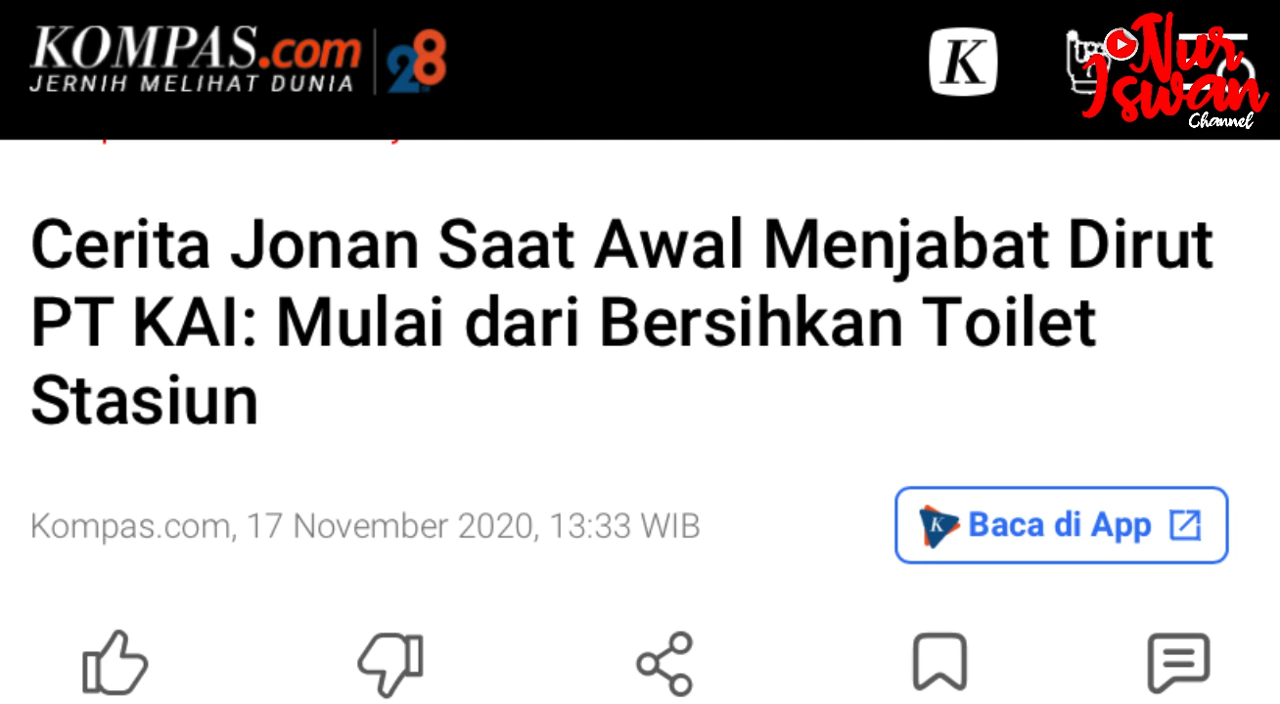 KOMPAS.com 28
JERNIH MELIHAT DUNIA
K
Nur
Iswan
Channel
Cerita Jonan Saat Awal Menjabat Dirut
PT KAI: Mulai dari Bersihkan Toilet
Stasiun
Kompas.com, 17 November 2020, 13:33 WIB
K Baca di App